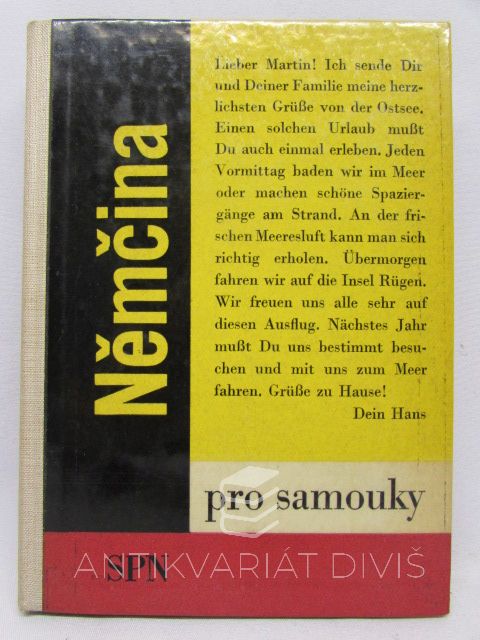 Němčina
Lieber Martin! Ich sende Dir
und Deiner Familie meine herz-
lichsten Grüße von der Ostsee.
Einen solchen Urlaub mußt
Du auch einmal erleben. Jeden
Vormittag baden wir im Meer
oder machen schöne Spazier-
gänge am Strand. An der fri-
schen Meeresluft kann man sich
richtig erholen. Übermorgen
fahren wir auf die Insel Rügen.
Wir freuen uns alle sehr auf
diesen Ausflug. Nächstes Jahr
mußt Du uns bestimmt besu-
chen und mit uns zum Meer
fahren. Grüße zu Hause!
Dein Hans
pro samouky
ANTIKVARIÁT DIVIŠ
SPN